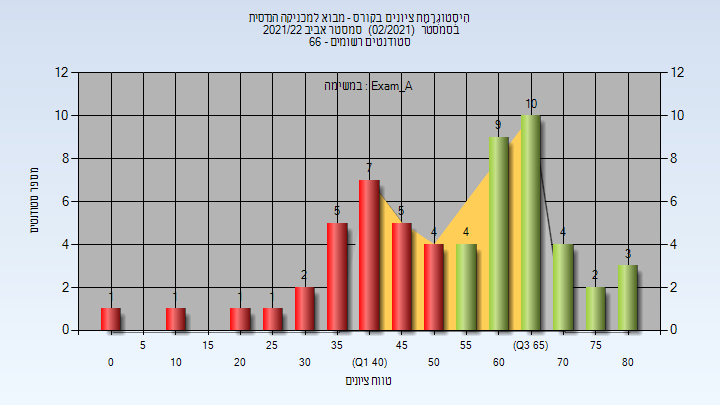 היסטוגרמת ציונים בקורס - מבוא למכניקה הנדסית
בסמסטר (02/2021) סמסטר אביב 2021/22
סטודנטים רשומים - 66
במשימה : Exam_A
מספר סטודנטים
12 12
10 10
8 8
6 6
4 4
2 2
0 0
1 1 1 1 2 5 7 5 4 4 9 10 4 2 3
5 15 25 35 45 55 (Q3 65) 75
0 10 20 30 (Q1 40) 50 60 70 80
טווח ציונים